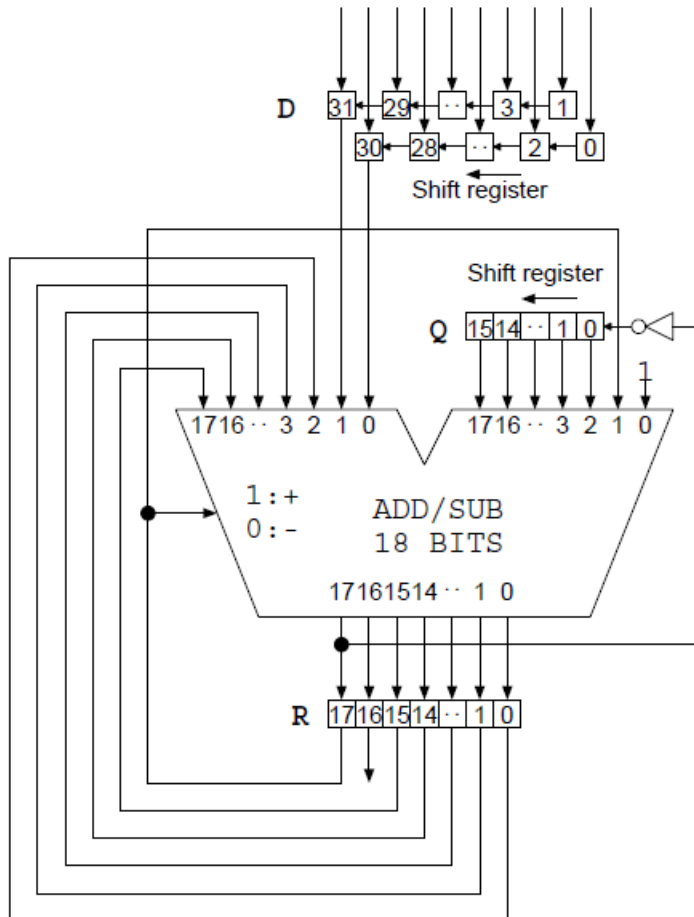 D 31 29 ·· 3 1
30 28 ·· 2 0
Shift register
Shift register
Q 15 14 ·· 1 0
1
17 16 ·· 3 2 1 0 17 16 ·· 3 2 1 0
1:+ ADD/SUB
0:- 18 BITS
17 16 15 14 ·· 1 0
R 17 16 15 14 ·· 1 0